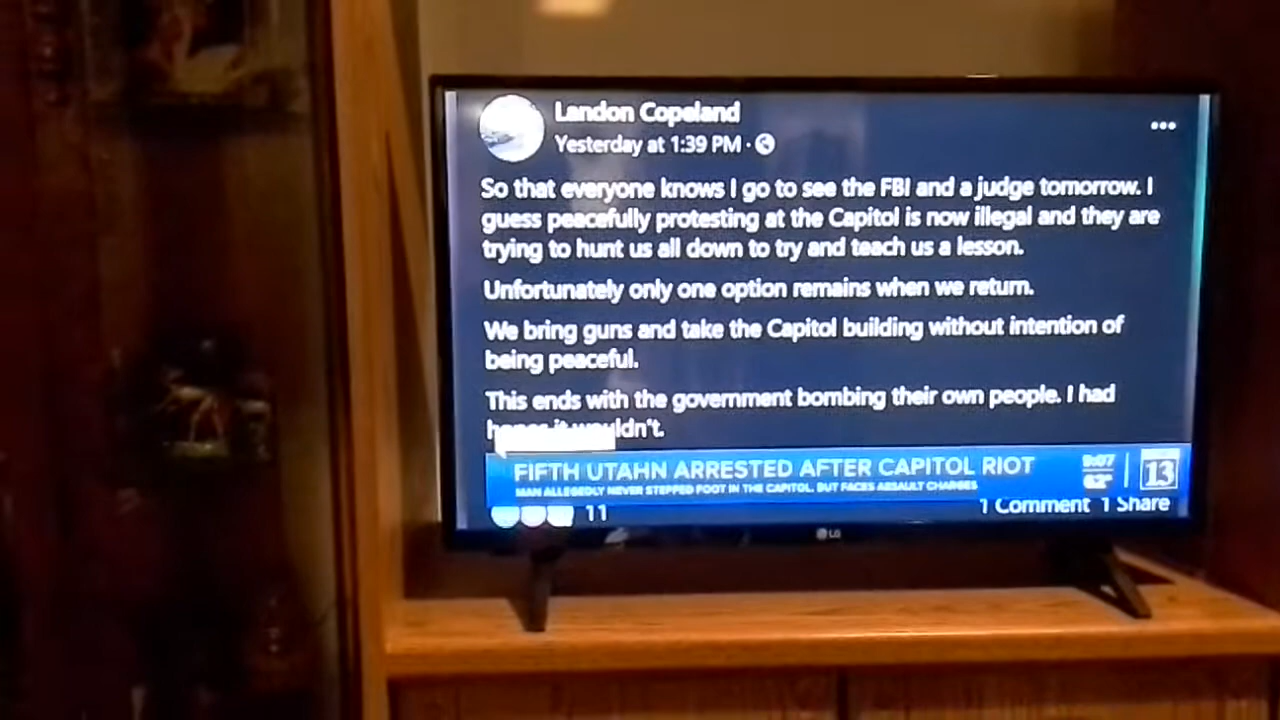 Landon Copeland
Yesterday at 1:39 PM ·
So that everyone knows I go to see the FBI and a judge tomorrow. I
guess peacefully protesting at the Capitol is now illegal and they are
trying to hunt us all down to try and teach us a lesson.
Unfortunately only one option remains when we return.
We bring guns and take the Capitol building without intention of
being peaceful.
This ends with the government bombing their own people. I had
it wouldn't.
FIFTH UTAHN ARRESTED AFTER CAPITOL RIOT
MAN ALLEGEDLY NEVER STEPPED FOOT IN THE CAPITOL, BUT FACES ASSAULT CHARGES
9:07
62°
13
11
1 Comment 1 Share
LG